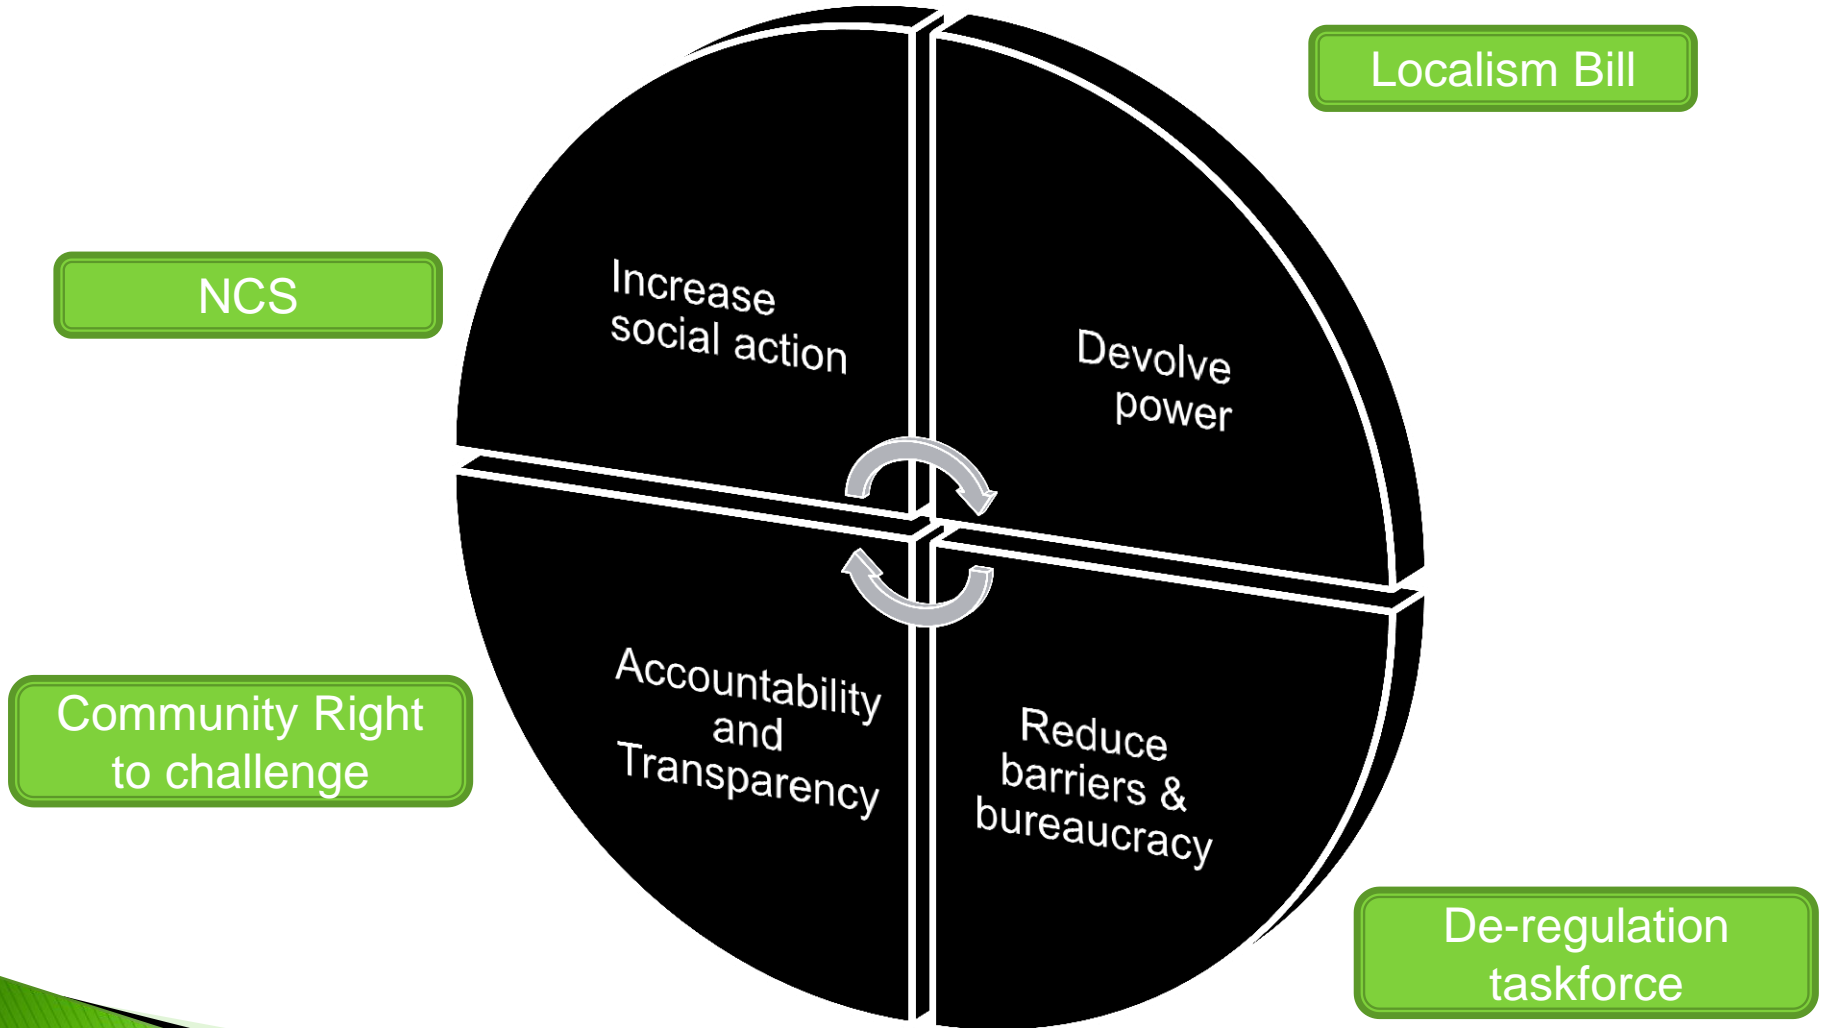 Localism Bill
NCS
Increase
social action
Devolve
power
Community Right
to challenge
Accountability
and
Transparency
Reduce
barriers &
bureaucracy
De-regulation
taskforce